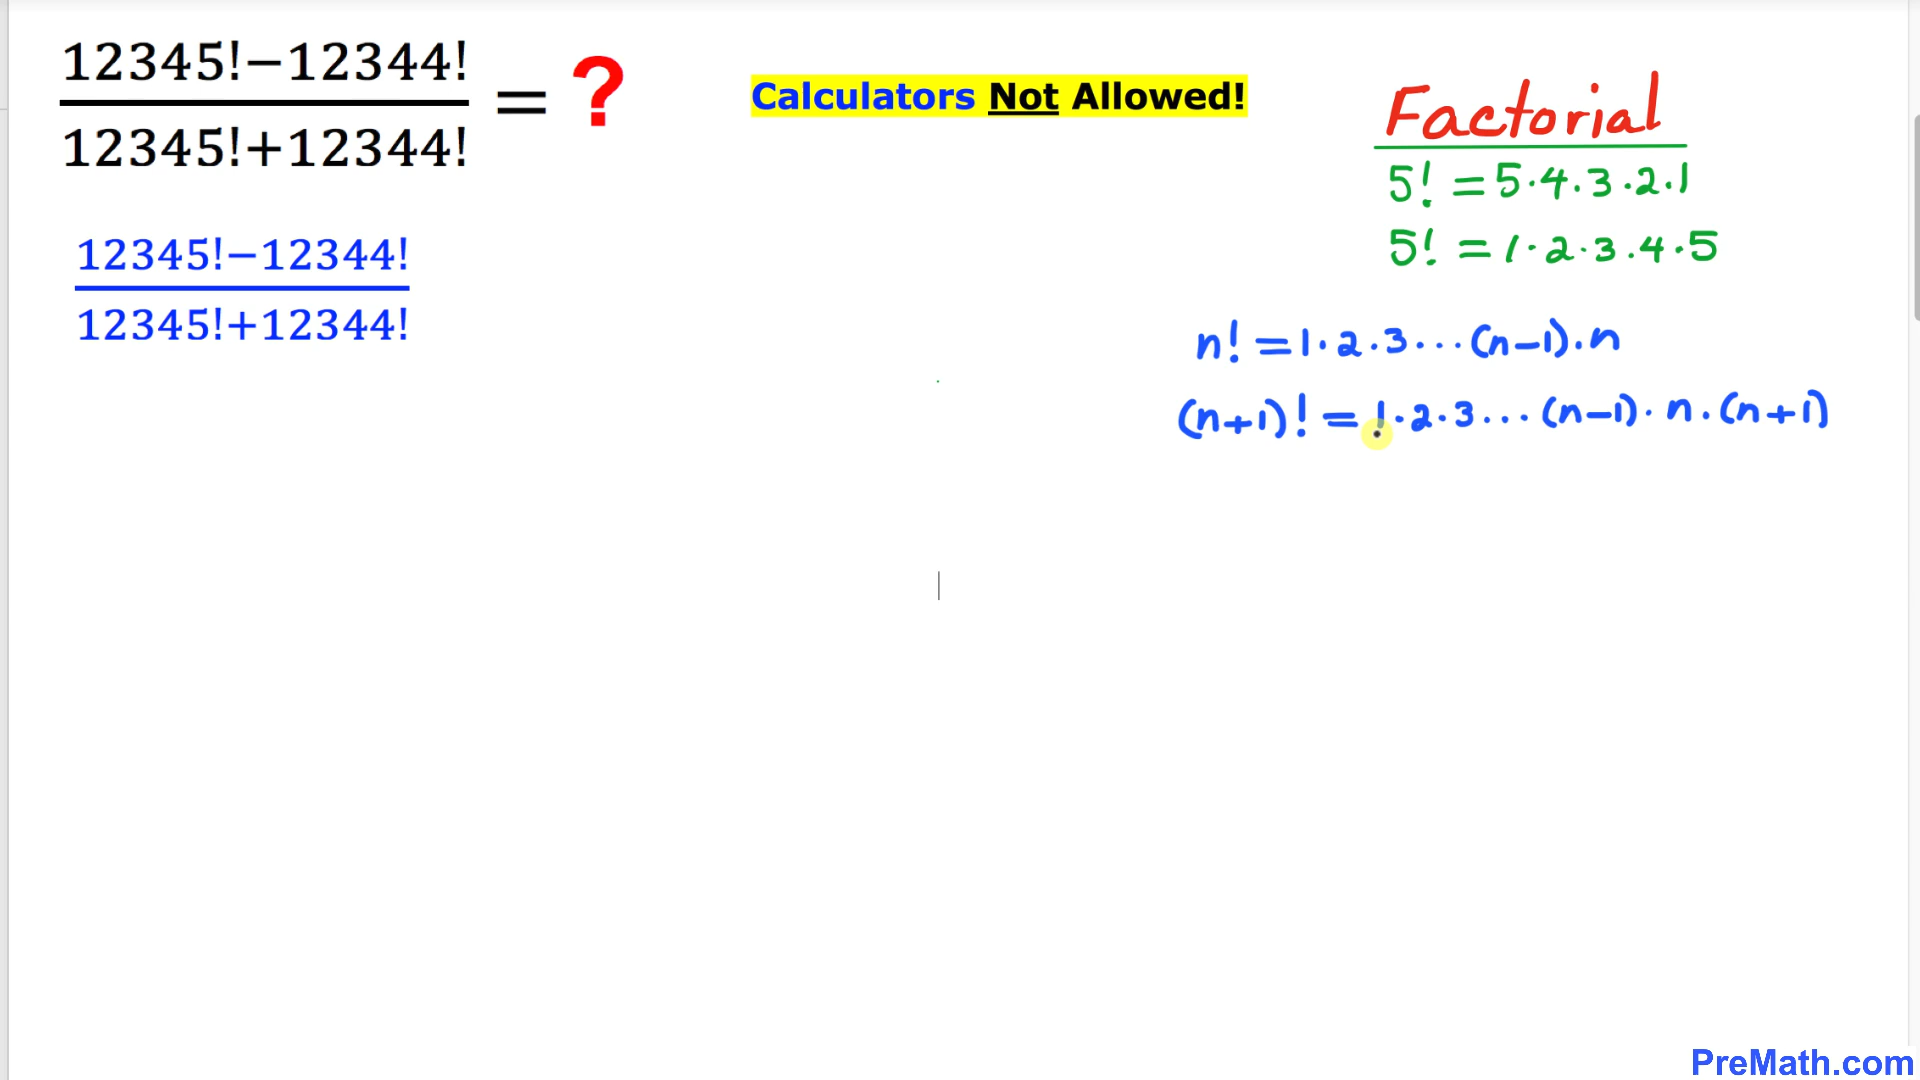 12345!−12344!
12345!+12344!
= ?
Calculators Not Allowed!
Factorial
5! = 5·4·3·2·1
5! = 1·2·3·4·5
12345!−12344!
12345!+12344!
n! = 1·2·3···(n−1)·n
(n+1)! = 1·2·3···(n−1)·n·(n+1)
PreMath.com